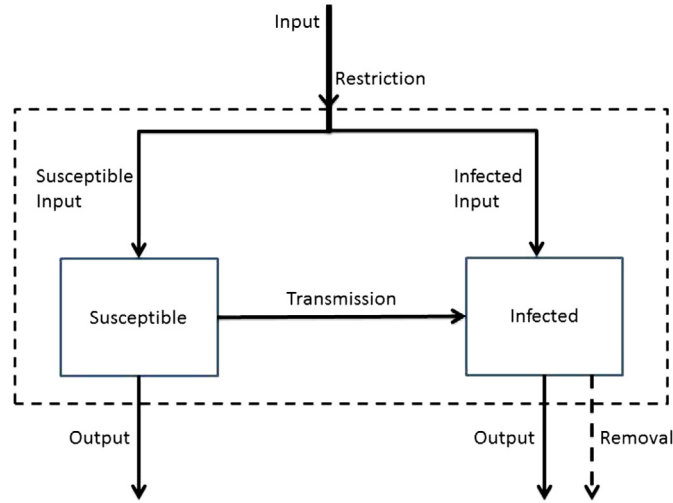 Input
Restriction
Susceptible
Input
Infected
Input
Transmission
Susceptible
Infected
Output
Output
Removal